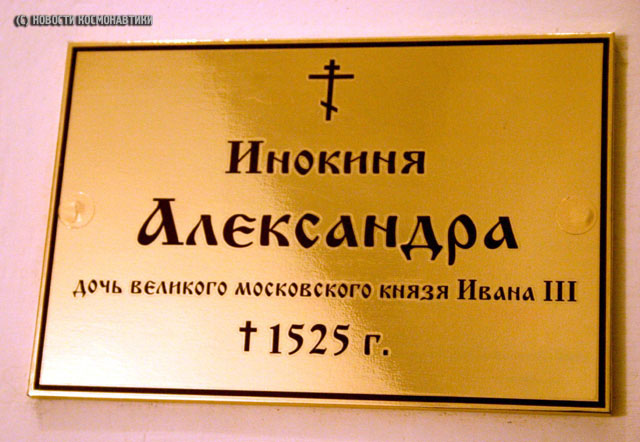 (C) НОВОСТИ КОСМОНАВТИКИ
Инокиня
Александра
дочь великого московского князя Ивана III
† 1525 г.